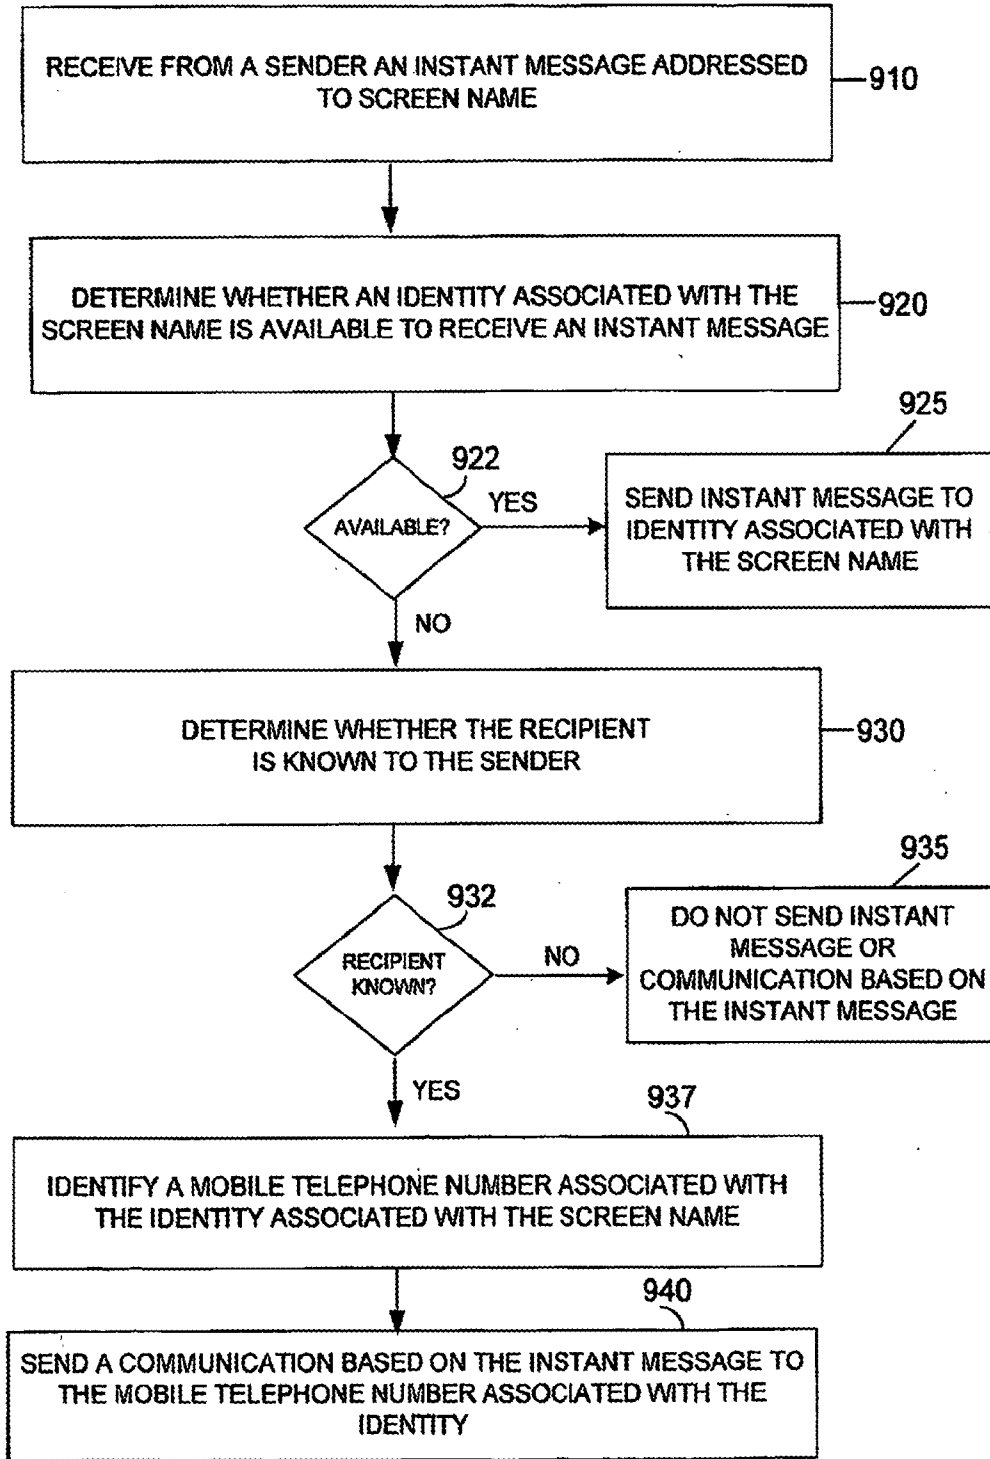 RECEIVE FROM A SENDER AN INSTANT MESSAGE ADDRESSED
TO SCREEN NAME
910
DETERMINE WHETHER AN IDENTITY ASSOCIATED WITH THE
SCREEN NAME IS AVAILABLE TO RECEIVE AN INSTANT MESSAGE
920
922
AVAILABLE?
YES
925
SEND INSTANT MESSAGE TO
IDENTITY ASSOCIATED WITH
THE SCREEN NAME
NO
DETERMINE WHETHER THE RECIPIENT
IS KNOWN TO THE SENDER
930
932
RECIPIENT
KNOWN?
NO
935
DO NOT SEND INSTANT
MESSAGE OR
COMMUNICATION BASED ON
THE INSTANT MESSAGE
YES
937
IDENTIFY A MOBILE TELEPHONE NUMBER ASSOCIATED WITH
THE IDENTITY ASSOCIATED WITH THE SCREEN NAME
940
SEND A COMMUNICATION BASED ON THE INSTANT MESSAGE TO
THE MOBILE TELEPHONE NUMBER ASSOCIATED WITH THE
IDENTITY